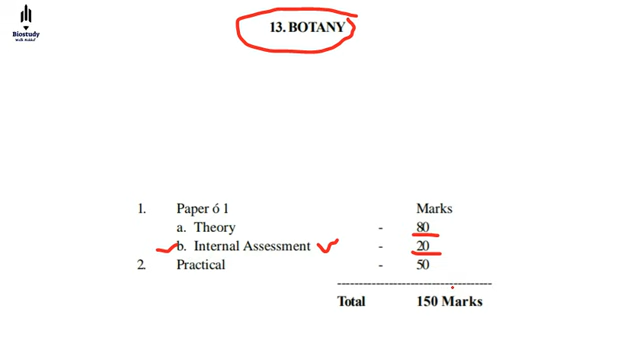 Biostudy
13. BOTANY
1. Paper ó 1 Marks
a. Theory - 80
b. Internal Assessment - 20
2. Practical - 50
Total 150 Marks